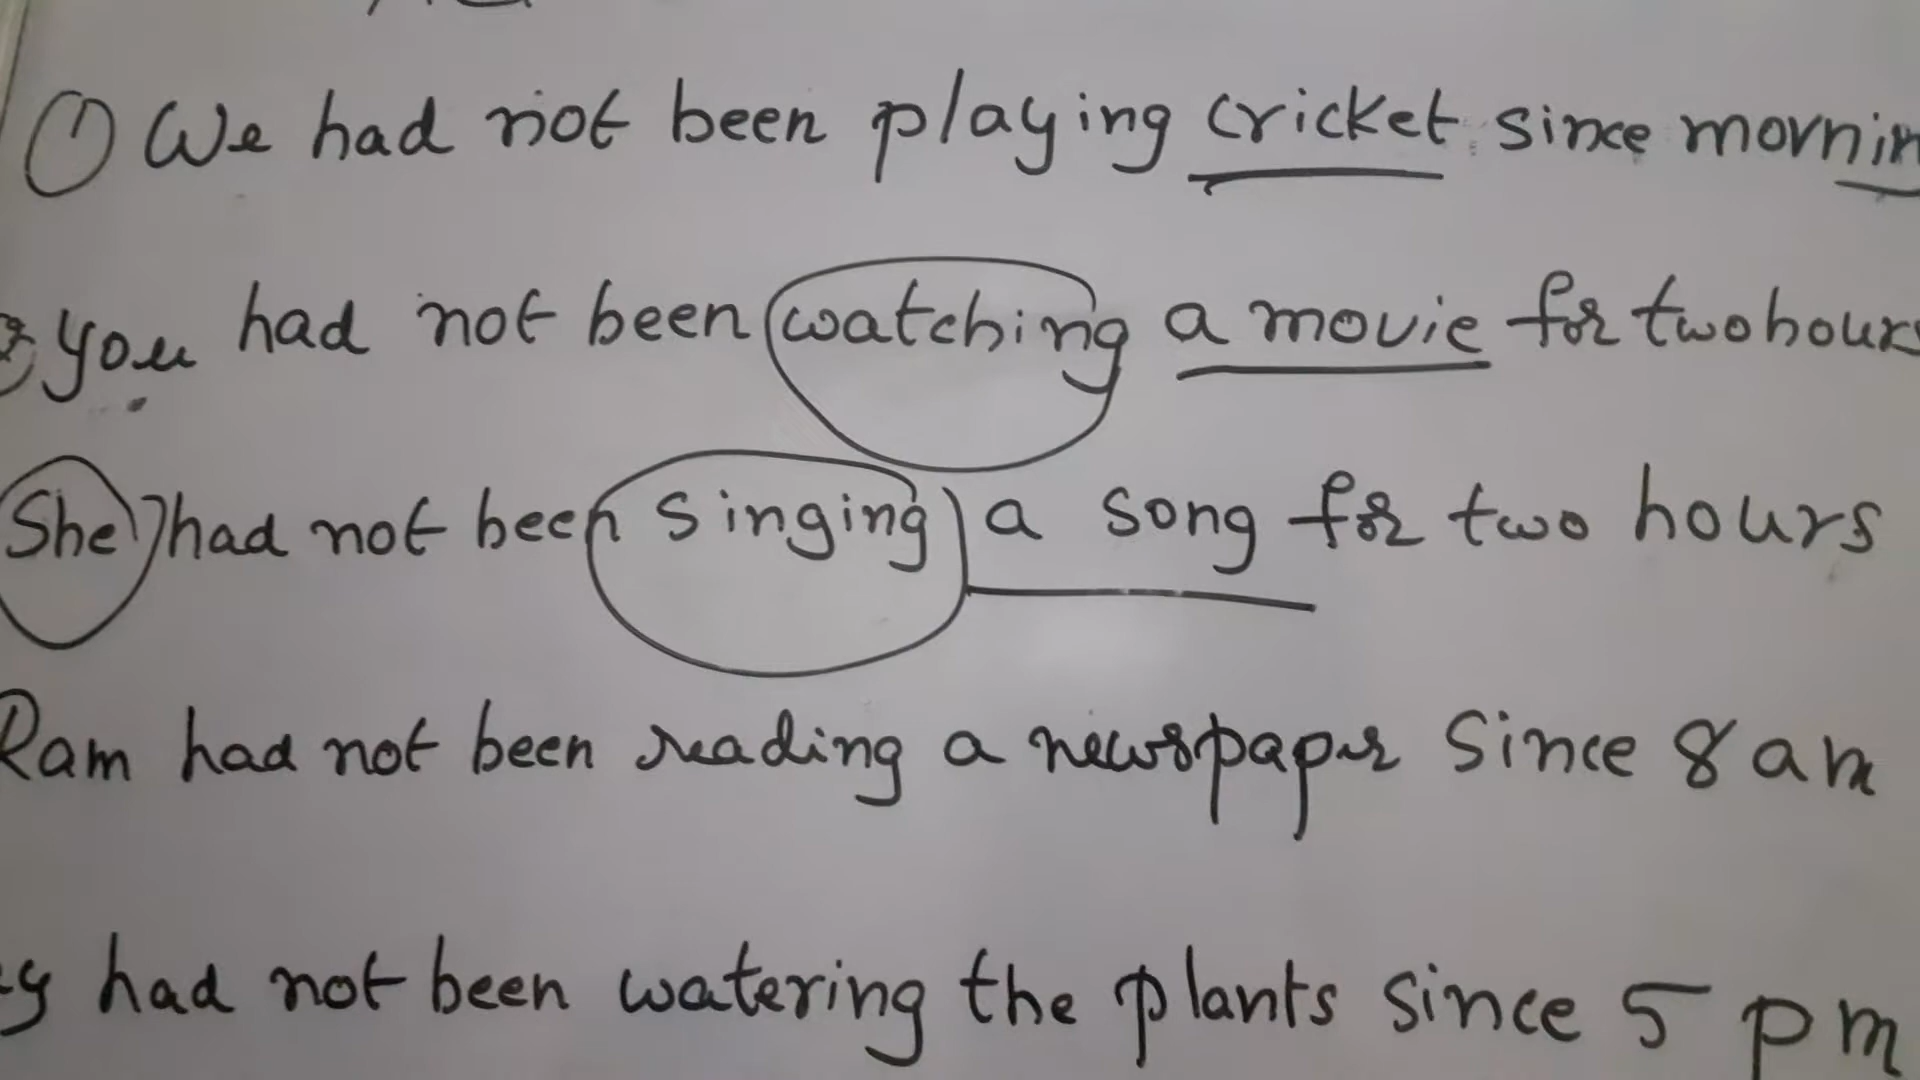 ① We had not been playing cricket since mornin
you had not been watching a movie for two hours
She had not been singing a song for two hours
Ram had not been reading a newspaper Since 8 am
had not been watering the plants since 5 pm